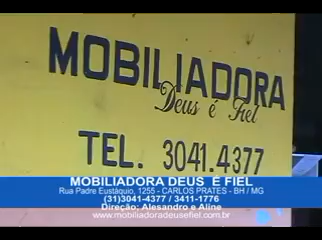 MOBILIADORA
Deus é Fiel
TEL. 3041.4377
MOBILIADORA DEUS É FIEL
Rua Padre Eustáquio, 1255 - CARLOS PRATES - BH / MG
(31)3041-4377 / 3411-1776
Direção: Alesandro e Aline
www.mobiliadoradeusefiel.com.br